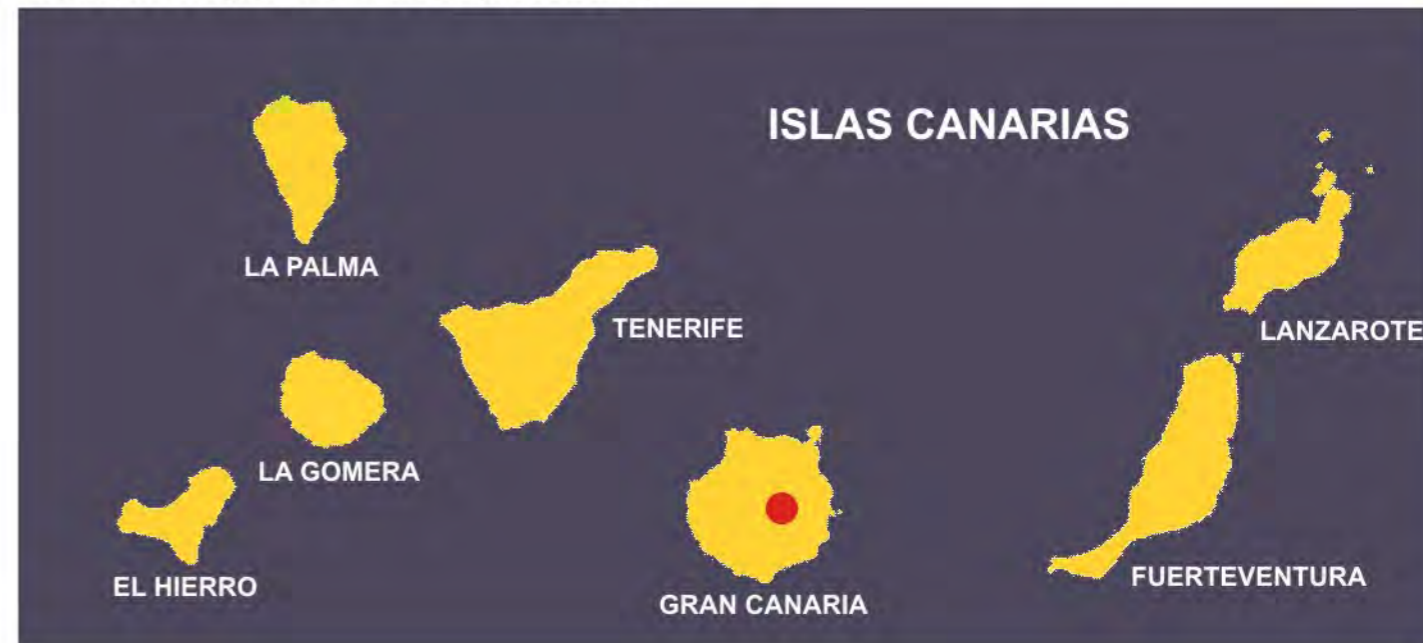 ISLAS CANARIAS
LA PALMA
TENERIFE
LANZAROTE
LA GOMERA
EL HIERRO
GRAN CANARIA
FUERTEVENTURA